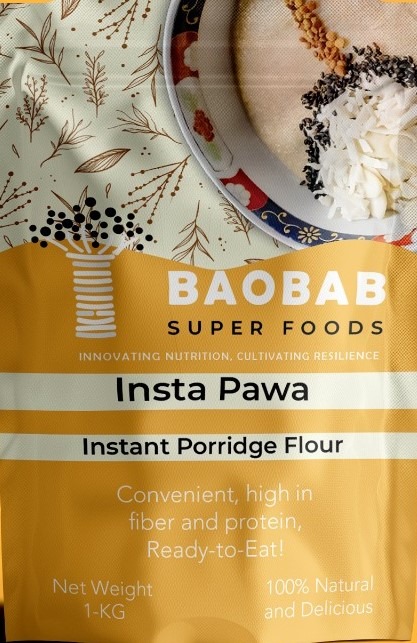 BAOBAB
SUPER FOODS
INNOVATING NUTRITION, CULTIVATING RESILIENCE
Insta Pawa
Instant Porridge Flour
Convenient, high in
fiber and protein,
Ready-to-Eat!
Net Weight
1-KG
100% Natural
and Delicious